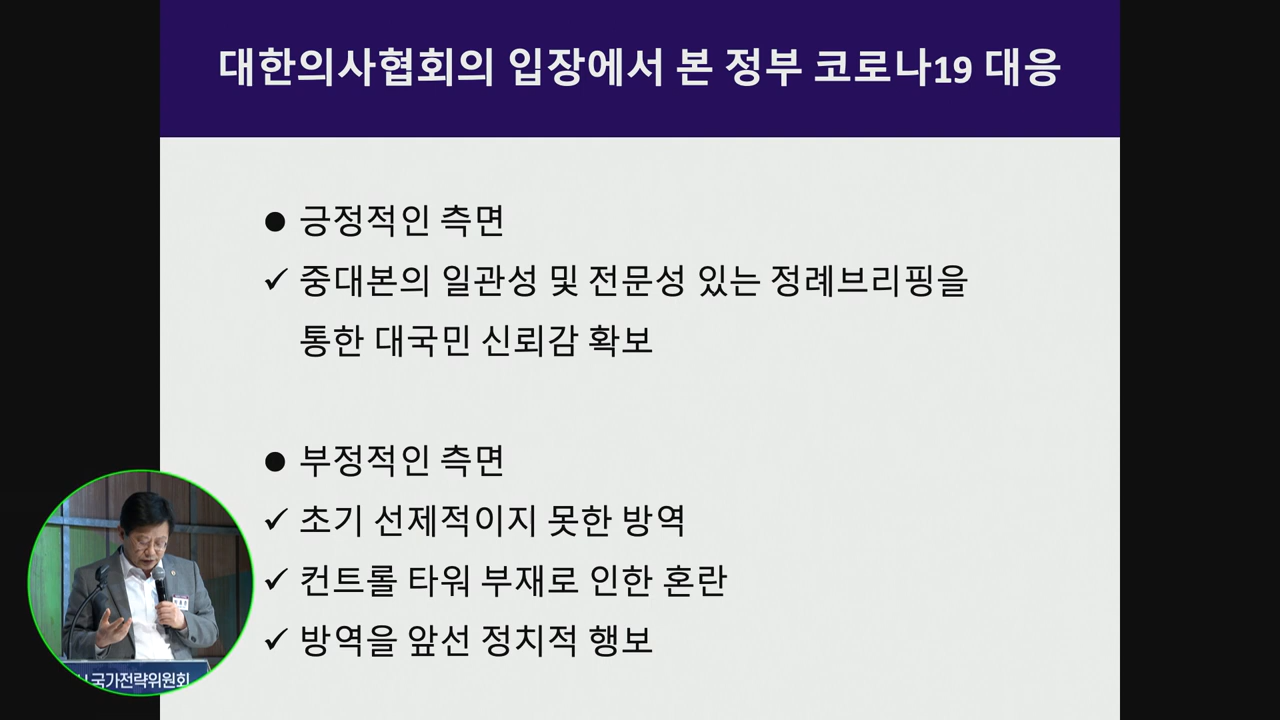 대한의사협회의 입장에서 본 정부 코로나19 대응
● 긍정적인 측면
✓ 중대본의 일관성 및 전문성 있는 정례브리핑을
통한 대국민 신뢰감 확보
● 부정적인 측면
✓ 초기 선제적이지 못한 방역
✓ 컨트롤 타워 부재로 인한 혼란
✓ 방역을 앞선 정치적 행보
국가전략위원회